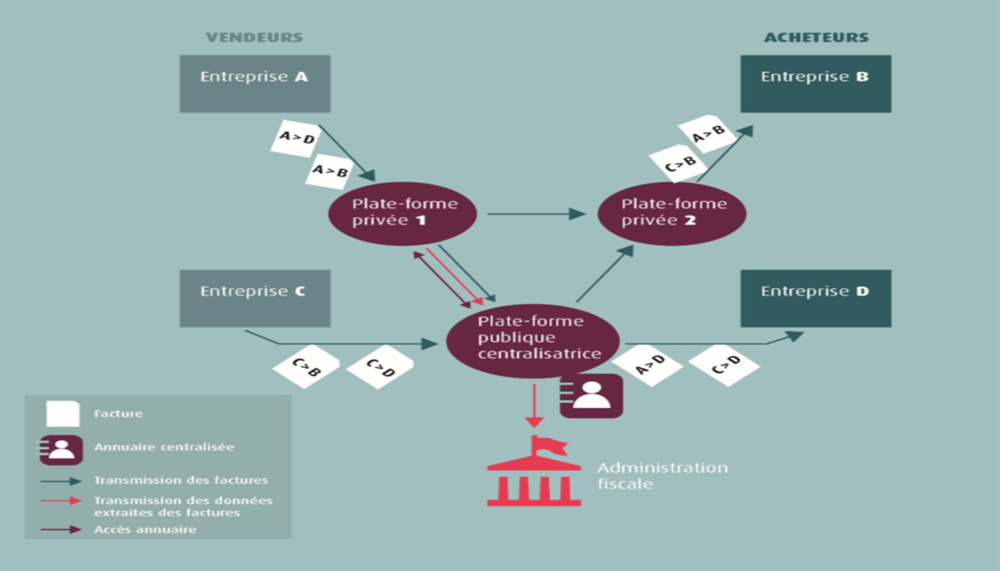 VENDEURS
ACHETEURS
Entreprise A
Entreprise B
A>D
A>B
A>B
C>B
Plate-forme
privée 1
Plate-forme
privée 2
Entreprise C
Entreprise D
Plate-forme
publique
centralisatrice
C>B
C>D
A>D
C>D
Facture
Annuaire centralisée
Transmission des factures
Transmission des données
extraites des factures
Accès annuaire
Administration
fiscale